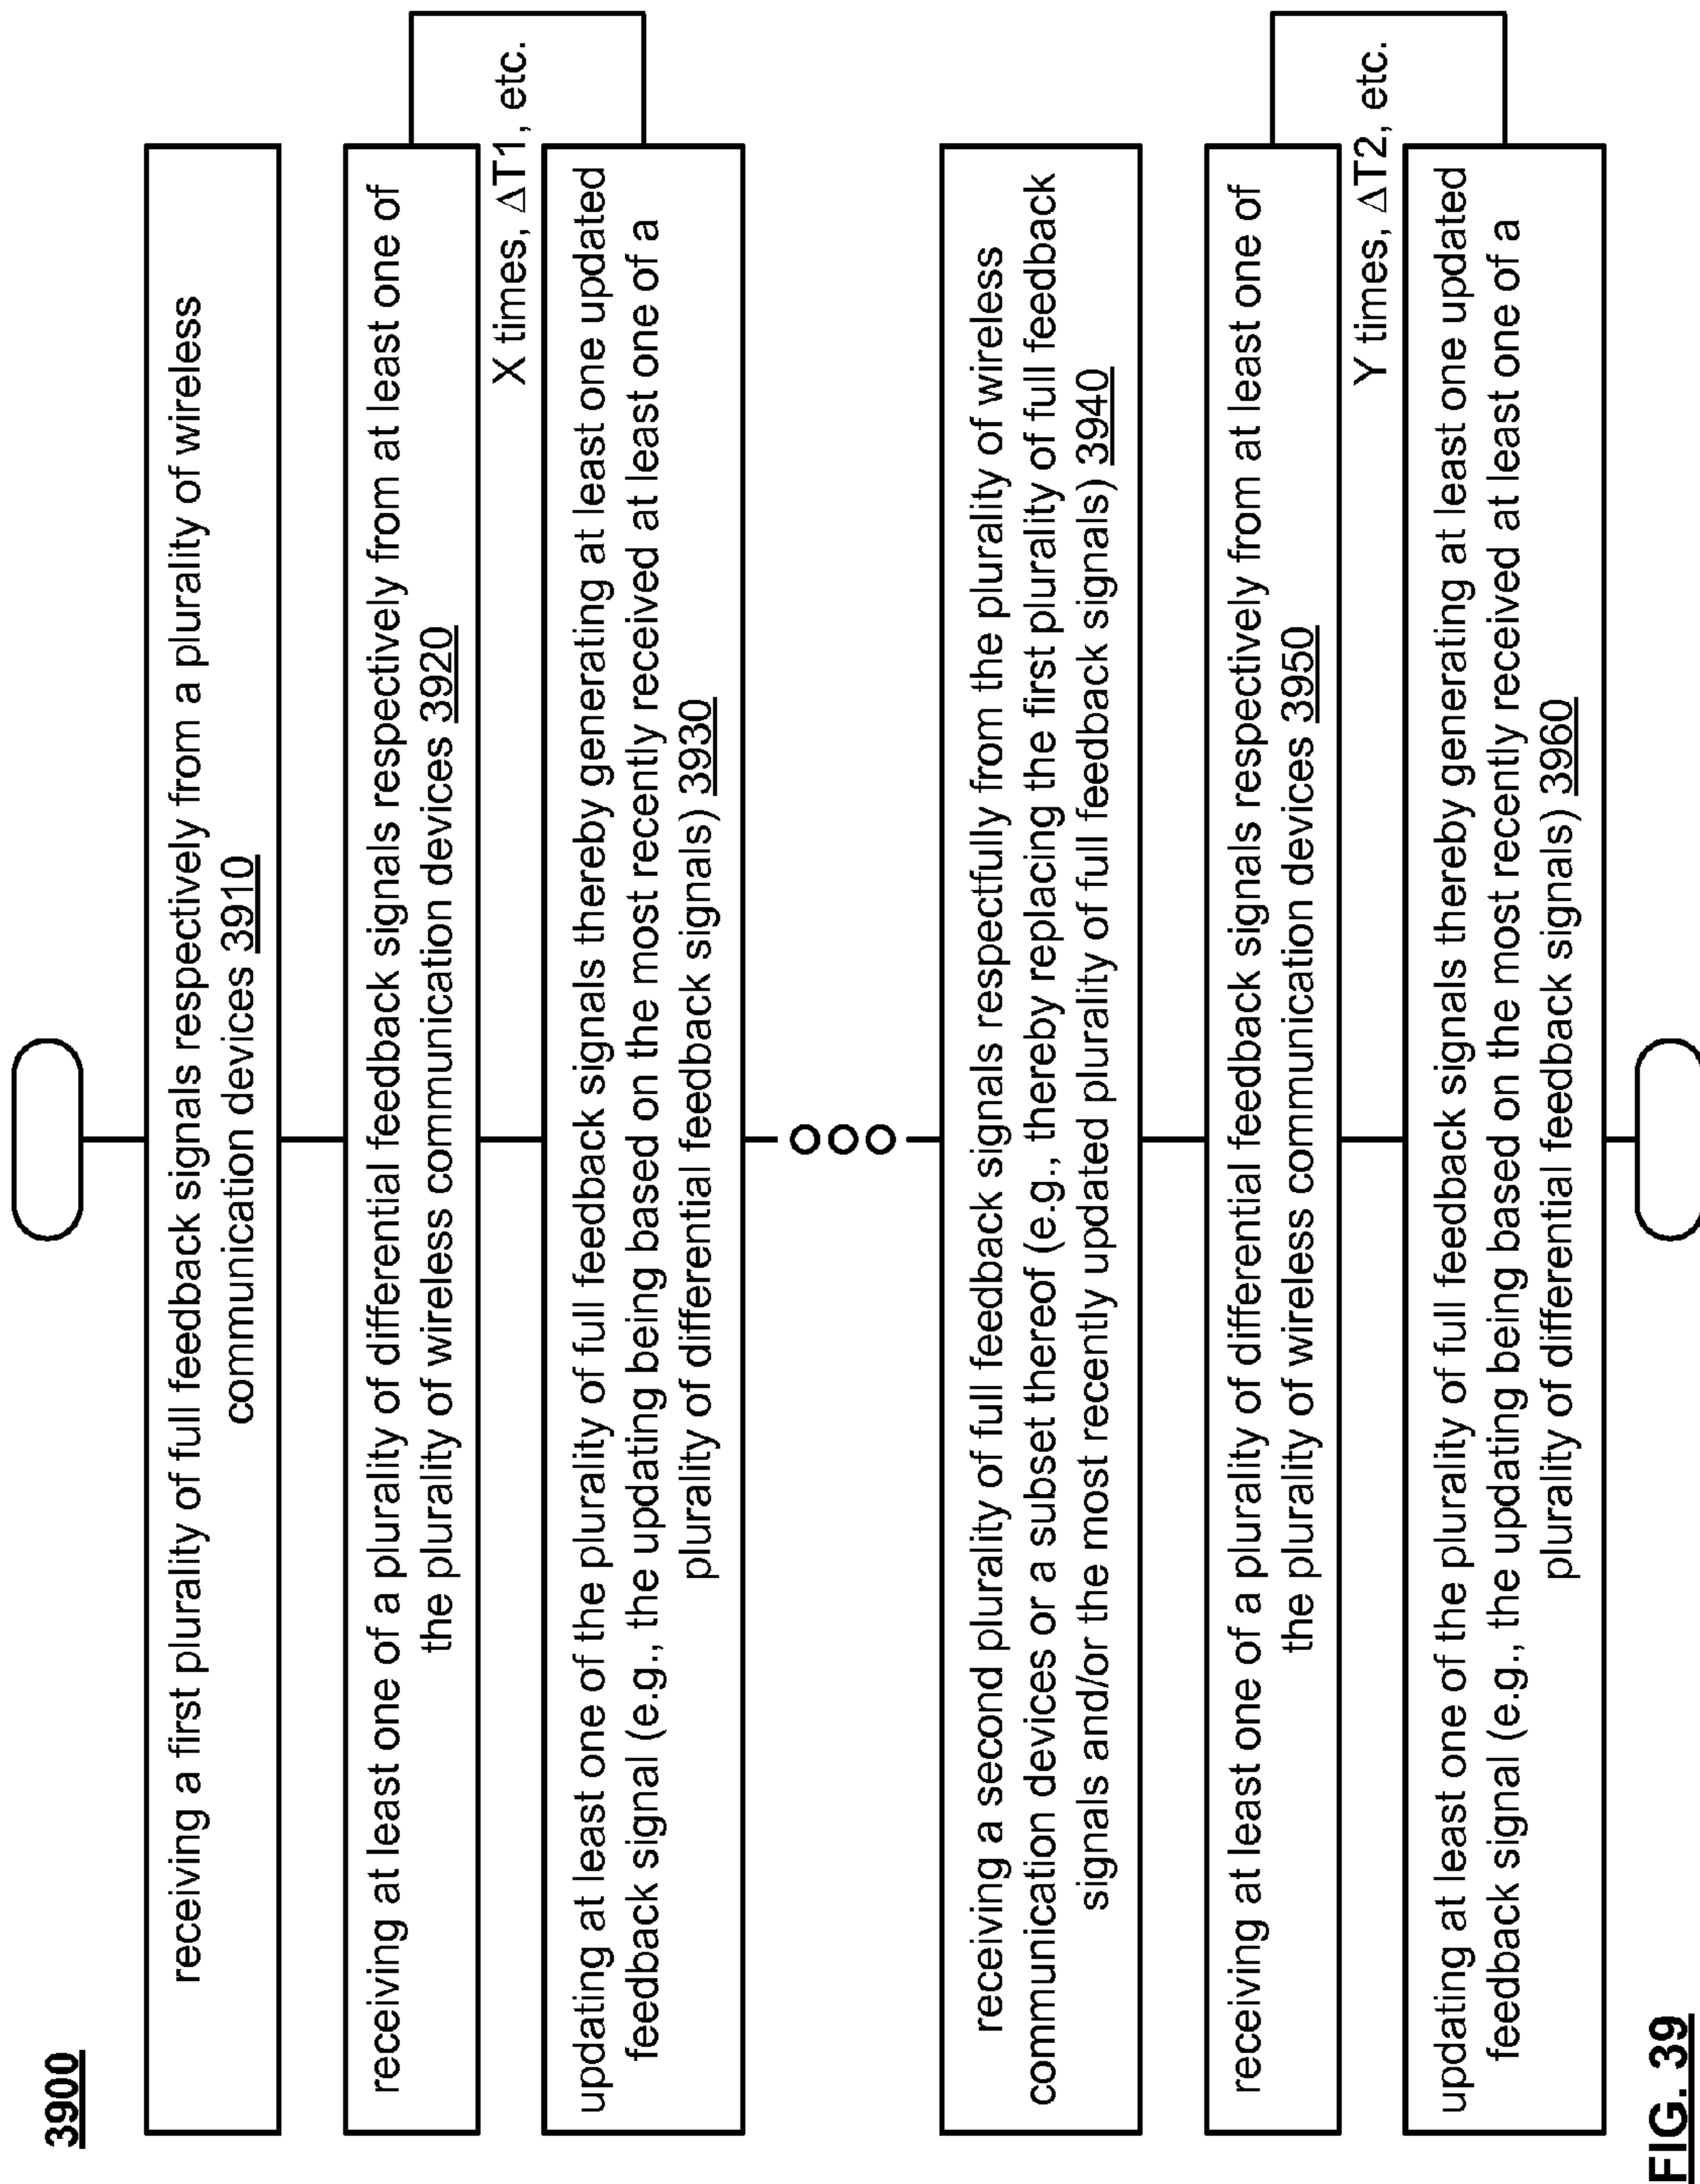 3900
receiving a first plurality of full feedback signals respectively from a plurality of wireless
communication devices 3910
receiving at least one of a plurality of differential feedback signals respectively from at least one of
the plurality of wireless communication devices 3920
X times, △T1, etc.
updating at least one of the plurality of full feedback signals thereby generating at least one updated
feedback signal (e.g., the updating being based on the most recently received at least one of a
plurality of differential feedback signals) 3930
receiving a second plurality of full feedback signals respectfully from the plurality of wireless
communication devices or a subset thereof (e.g., thereby replacing the first plurality of full feedback
signals and/or the most recently updated plurality of full feedback signals) 3940
receiving at least one of a plurality of differential feedback signals respectively from at least one of
the plurality of wireless communication devices 3950
Y times, △T2, etc.
updating at least one of the plurality of full feedback signals thereby generating at least one updated
feedback signal (e.g., the updating being based on the most recently received at least one of a
plurality of differential feedback signals) 3960
FIG. 39